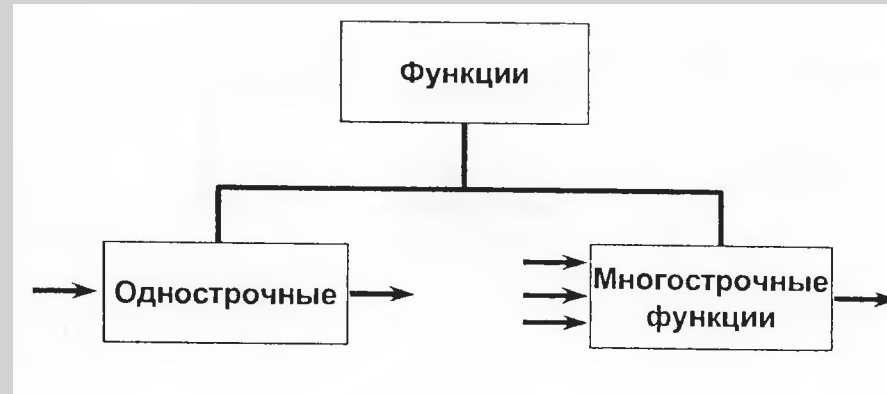 Функции
Однострочные
Многострочные
функции